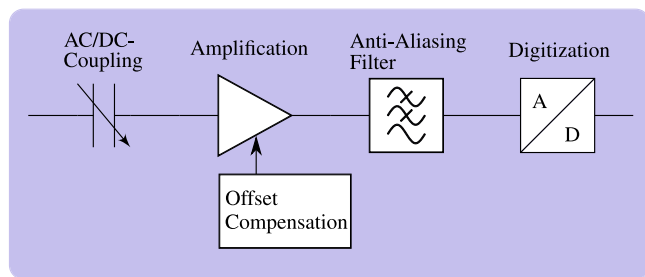 AC/DC-
Coupling
Amplification
Anti-Aliasing
Filter
Digitization
A
D
Offset
Compensation